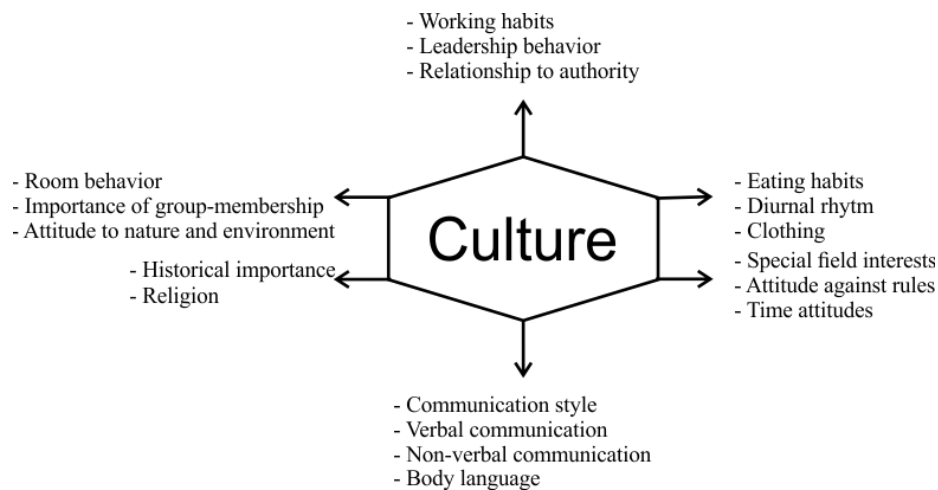 - Working habits
- Leadership behavior
- Relationship to authority
- Room behavior
- Importance of group-membership
- Attitude to nature and environment
- Historical importance
- Religion
Culture
- Eating habits
- Diurnal rhytm
- Clothing
- Special field interests
- Attitude against rules
- Time attitudes
- Communication style
- Verbal communication
- Non-verbal communication
- Body language